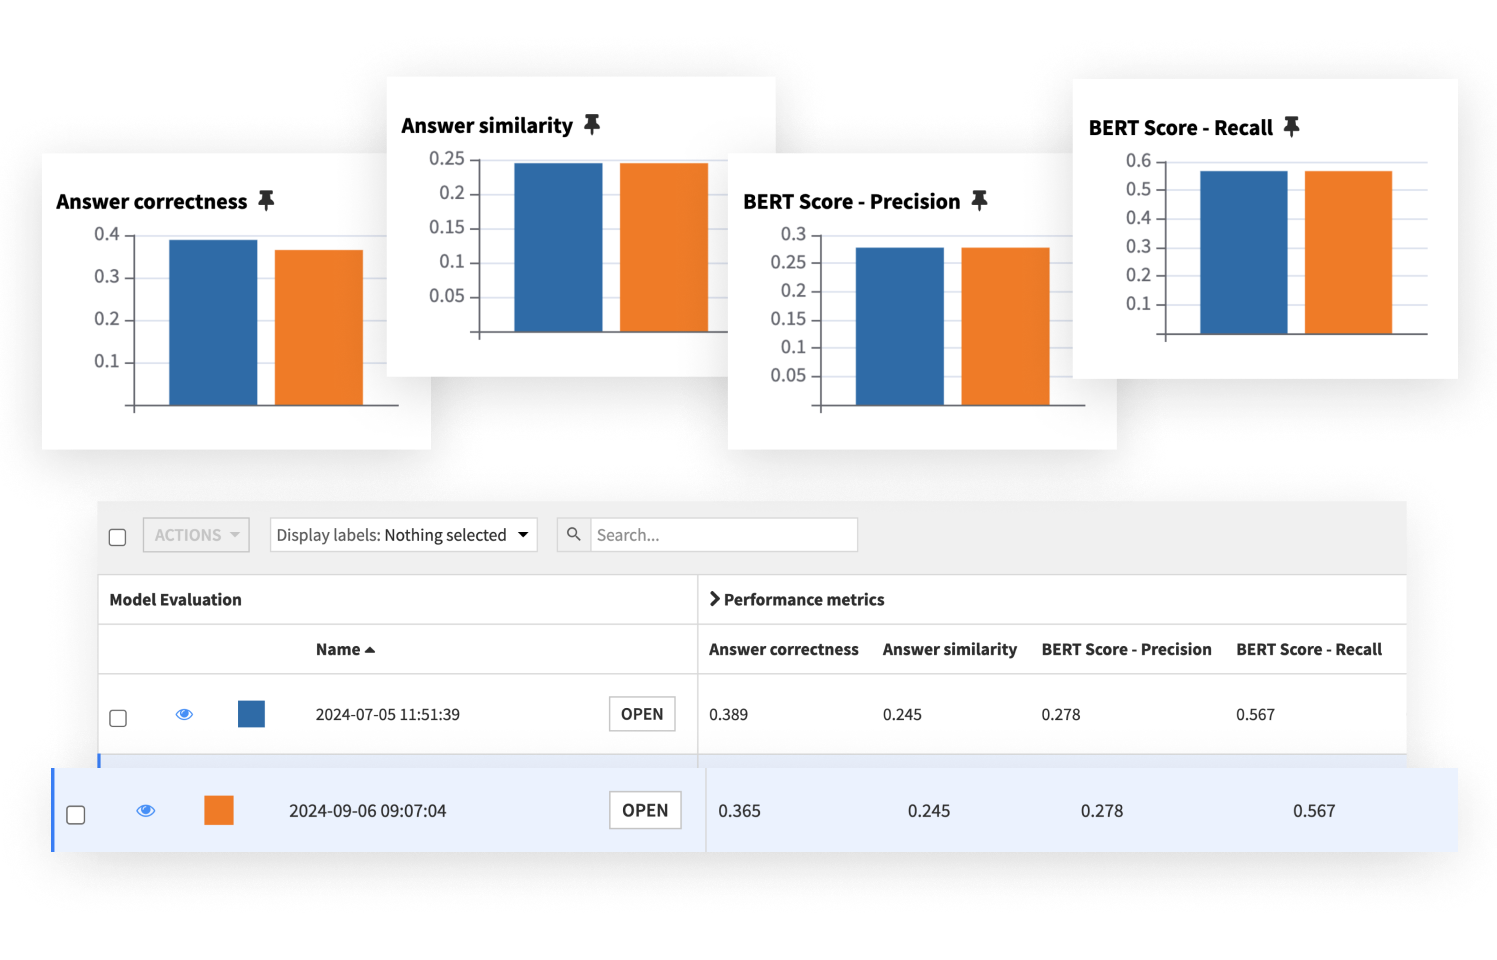 Answer correctness
0.4
0.3
0.2
0.1
Answer similarity
0.25
0.2
0.15
0.1
0.05
BERT Score - Precision
0.3
0.25
0.2
0.15
0.1
0.05
BERT Score - Recall
0.6
0.5
0.4
0.3
0.2
0.1
ACTIONS Display labels: Nothing selected Search...
Model Evaluation Performance metrics
Name Answer correctness Answer similarity BERT Score - Precision BERT Score - Recall
2024-07-05 11:51:39 OPEN 0.389 0.245 0.278 0.567
2024-09-06 09:07:04 OPEN 0.365 0.245 0.278 0.567